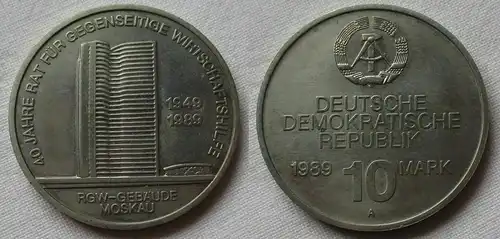 40 JAHRE RAT FÜR GEGENSEITIGE WIRTSCHAFTSHILFE
1949
1989
RGW-GEBÄUDE
MOSKAU
DEUTSCHE
DEMOKRATISCHE
REPUBLIK
1989 10 MARK
A